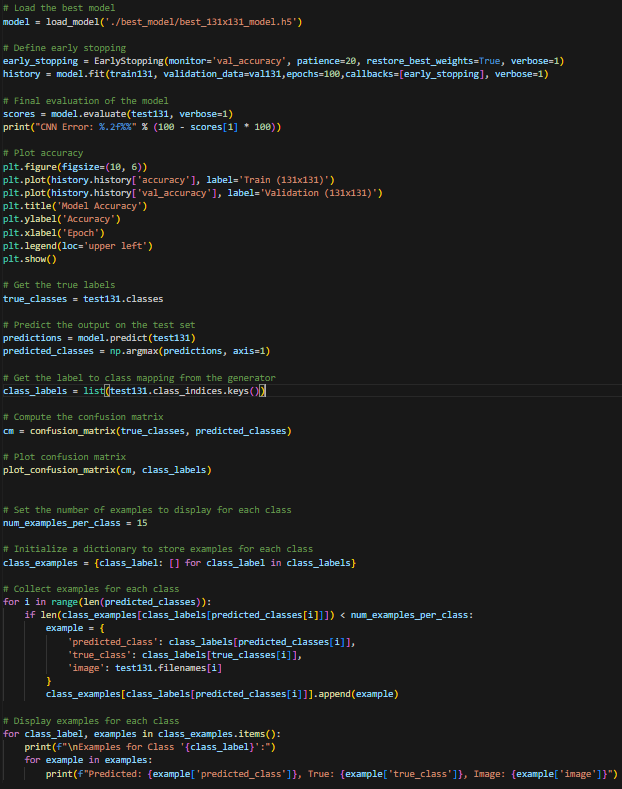 # Load the best model
model = load_model('./best_model/best_131x131_model.h5')
# Define early stopping
early_stopping = EarlyStopping(monitor='val_accuracy', patience=20, restore_best_weights=True, verbose=1)
history = model.fit(train131, validation_data=val131,epochs=100,callbacks=[early_stopping], verbose=1)
# Final evaluation of the model
scores = model.evaluate(test131, verbose=1)
print("CNN Error: %.2f%%" % (100 - scores[1] * 100))
# Plot accuracy
plt.figure(figsize=(10, 6))
plt.plot(history.history['accuracy'], label='Train (131x131)')
plt.plot(history.history['val_accuracy'], label='Validation (131x131)')
plt.title('Model Accuracy')
plt.ylabel('Accuracy')
plt.xlabel('Epoch')
plt.legend(loc='upper left')
plt.show()
# Get the true labels
true_classes = test131.classes
# Predict the output on the test set
predictions = model.predict(test131)
predicted_classes = np.argmax(predictions, axis=1)
# Get the label to class mapping from the generator
class_labels = list(test131.class_indices.keys())
# Compute the confusion matrix
cm = confusion_matrix(true_classes, predicted_classes)
# Plot confusion matrix
plot_confusion_matrix(cm, class_labels)
# Set the number of examples to display for each class
num_examples_per_class = 15
# Initialize a dictionary to store examples for each class
class_examples = {class_label: [] for class_label in class_labels}
# Collect examples for each class
for i in range(len(predicted_classes)):
    if len(class_examples[class_labels[predicted_classes[i]]]) < num_examples_per_class:
        example = {
            'predicted_class': class_labels[predicted_classes[i]],
            'true_class': class_labels[true_classes[i]],
            'image': test131.filenames[i]
        }
        class_examples[class_labels[predicted_classes[i]]].append(example)
# Display examples for each class
for class_label, examples in class_examples.items():
    print(f"\nExamples for Class '{class_label}':")
    for example in examples:
        print(f"Predicted: {example['predicted_class']}, True: {example['true_class']}, Image: {example['image']}")